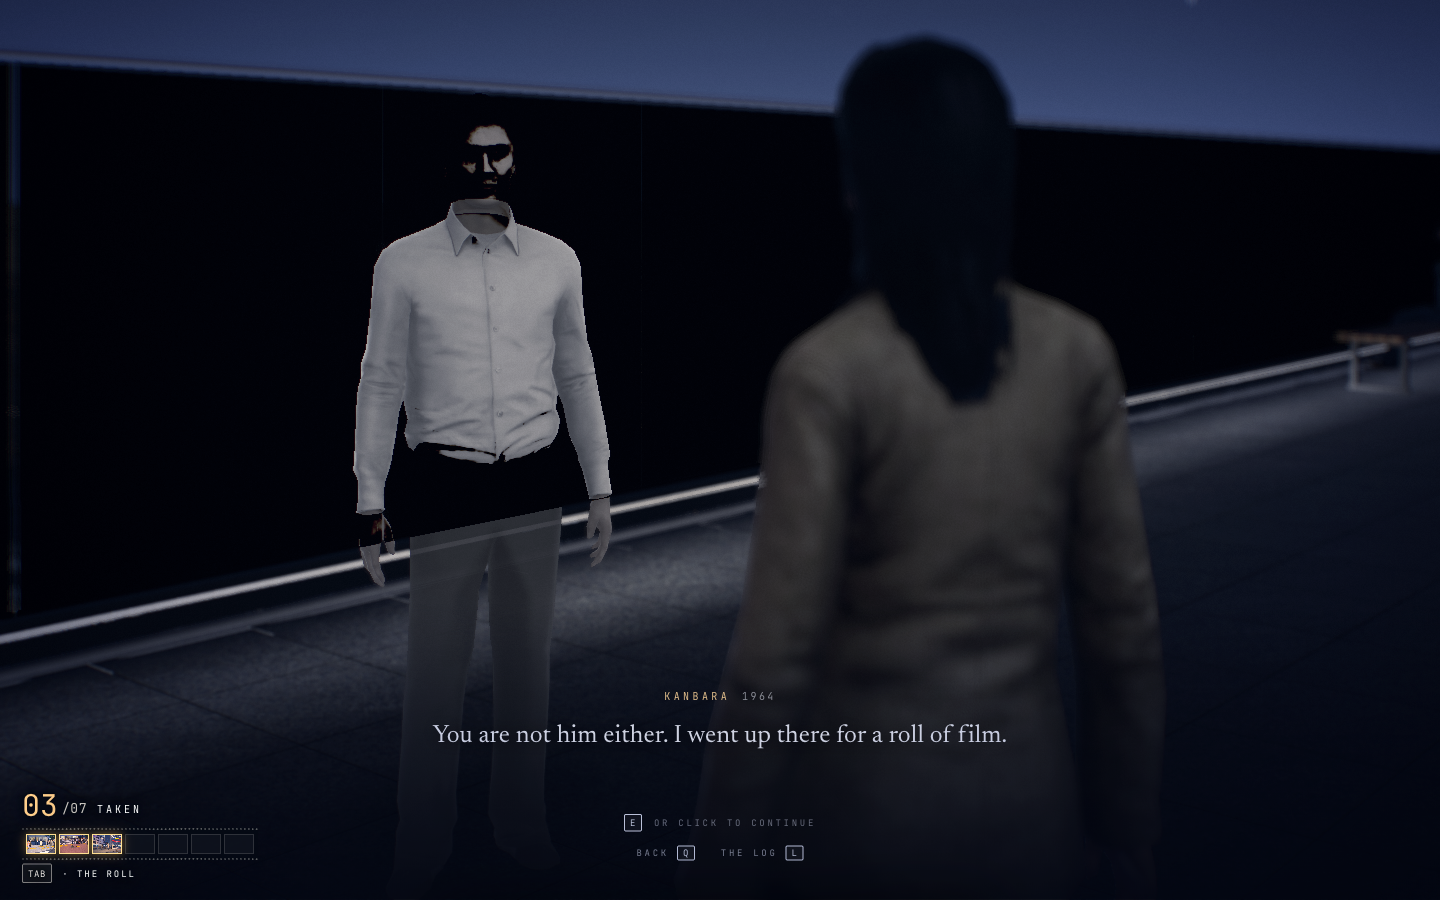 KANBARA 1964
You are not him either. I went up there for a roll of film.
03 /07 TAKEN
E OR CLICK TO CONTINUE
BACK Q THE LOG L
TAB · THE ROLL